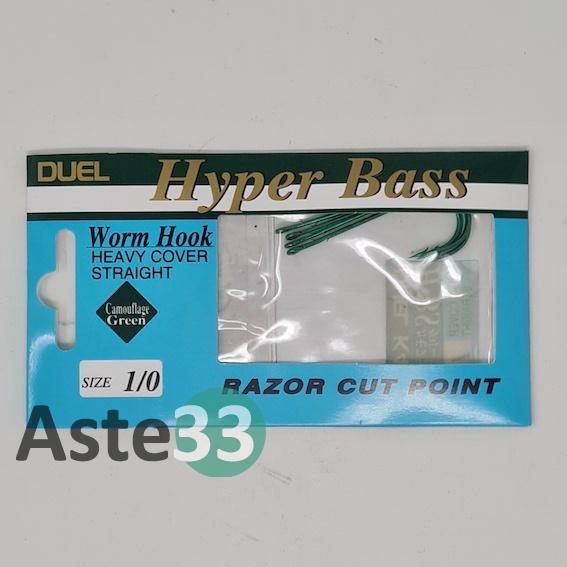 DUEL
Hyper Bass
Worm Hook
HEAVY COVER
STRAIGHT
Camouflage
Green
SIZE 1/0
RAZOR CUT POINT
Aste33